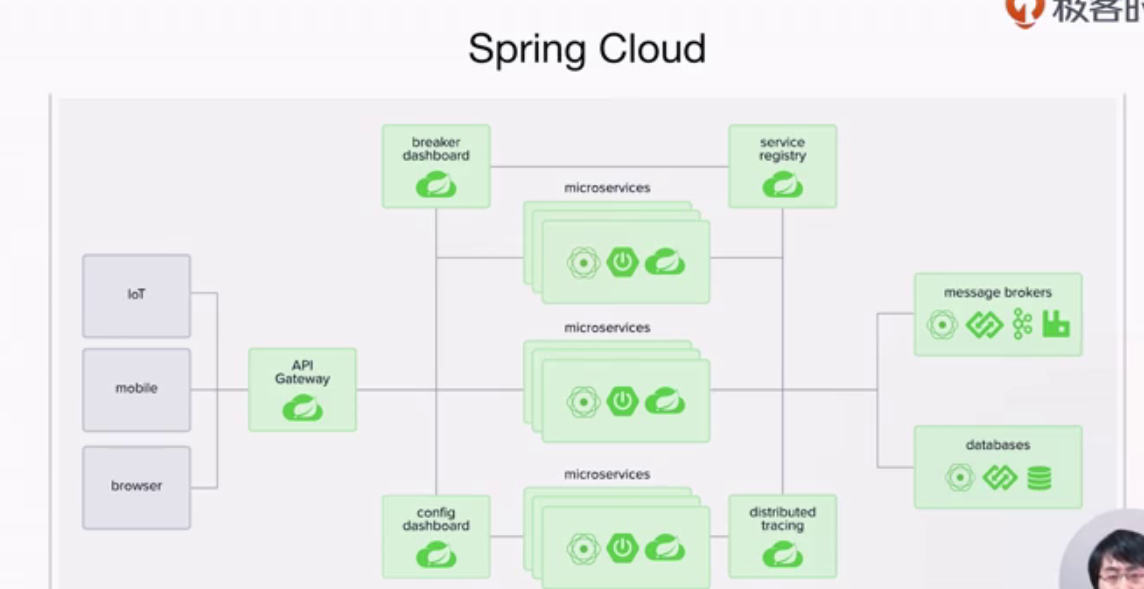 极客时
Spring Cloud
breaker
dashboard
service
registry
microservices
IoT
mobile
browser
API
Gateway
microservices
message brokers
databases
microservices
config
dashboard
distributed
tracing